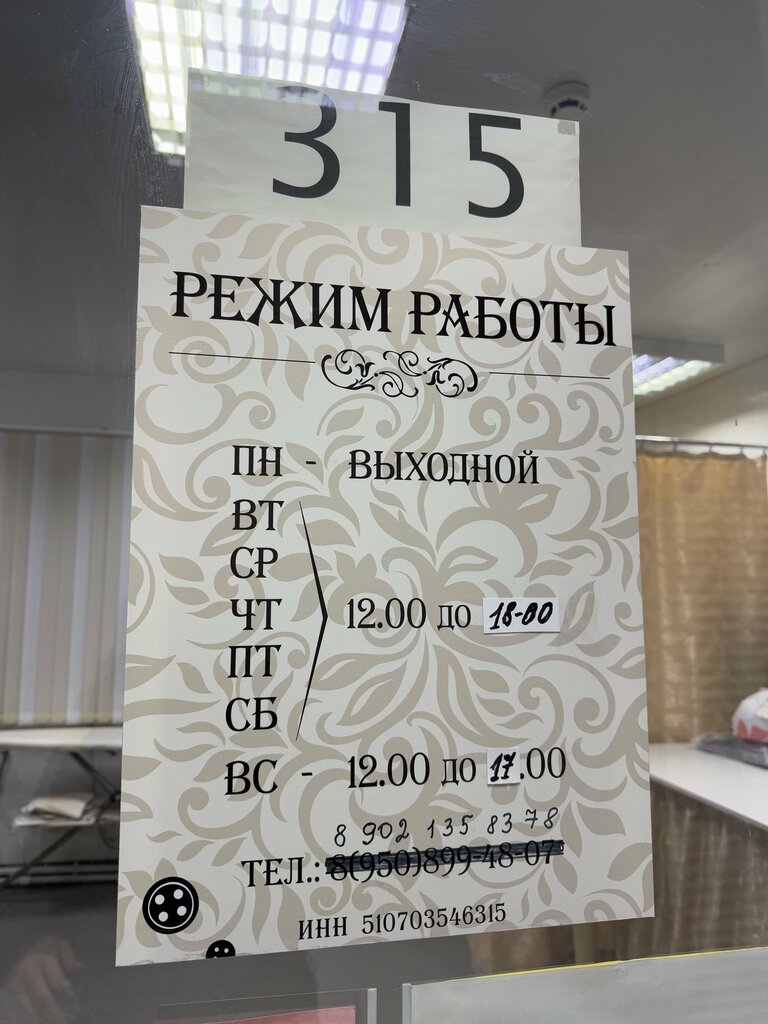 315
РЕЖИМ РАБОТЫ
ПН - ВЫХОДНОЙ
ВТ
СР
ЧТ 12.00 до 18-00
ПТ
СБ
ВС - 12.00 до 17.00
8 902 135 83 78
ТЕЛ.: 8(950)899-48-07
ИНН 510703546315